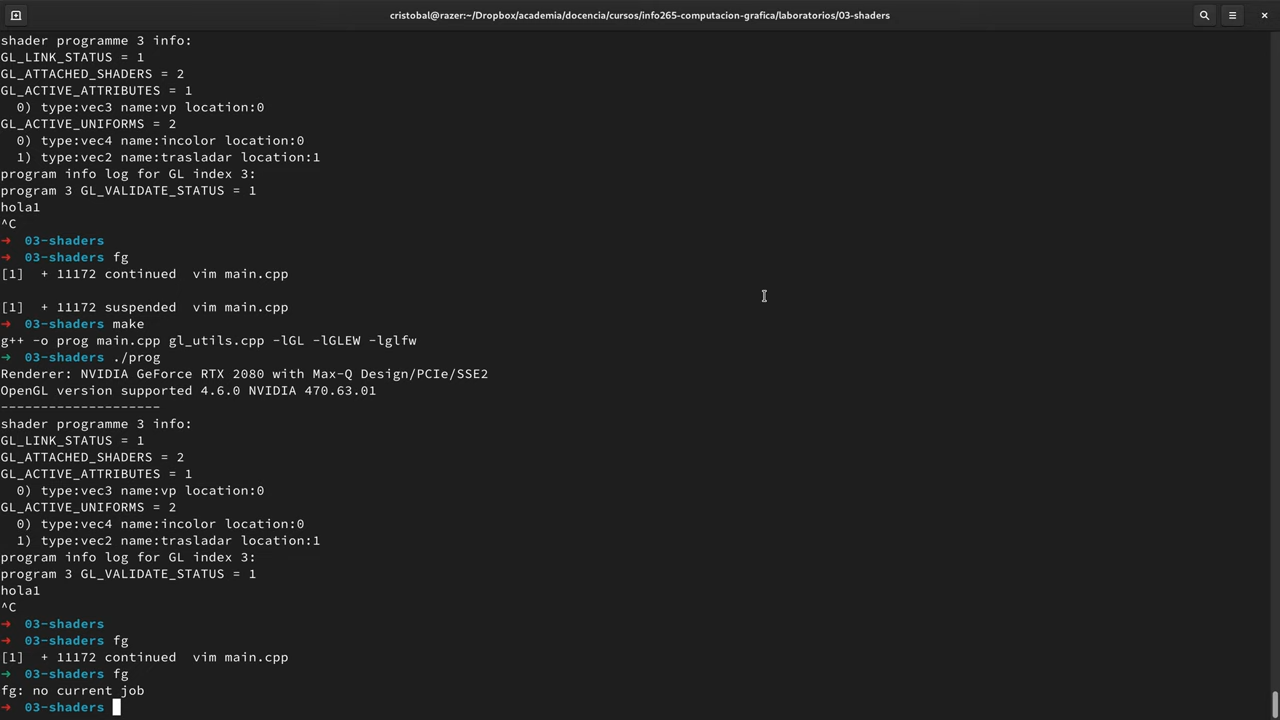 cristobal@razer:~/Dropbox/academia/docencia/cursos/info265-computacion-grafica/laboratorios/03-shaders
shader programme 3 info:
GL_LINK_STATUS = 1
GL_ATTACHED_SHADERS = 2
GL_ACTIVE_ATTRIBUTES = 1
  0) type:vec3 name:vp location:0
GL_ACTIVE_UNIFORMS = 2
  0) type:vec4 name:incolor location:0
  1) type:vec2 name:trasladar location:1
program info log for GL index 3:
program 3 GL_VALIDATE_STATUS = 1
hola1
^C
➜  03-shaders
➜  03-shaders fg
[1]  + 11172 continued  vim main.cpp
[1]  + 11172 suspended  vim main.cpp
➜  03-shaders make
g++ -o prog main.cpp gl_utils.cpp -lGL -lGLEW -lglfw
➜  03-shaders ./prog
Renderer: NVIDIA GeForce RTX 2080 with Max-Q Design/PCIe/SSE2
OpenGL version supported 4.6.0 NVIDIA 470.63.01
--------------------
shader programme 3 info:
GL_LINK_STATUS = 1
GL_ATTACHED_SHADERS = 2
GL_ACTIVE_ATTRIBUTES = 1
  0) type:vec3 name:vp location:0
GL_ACTIVE_UNIFORMS = 2
  0) type:vec4 name:incolor location:0
  1) type:vec2 name:trasladar location:1
program info log for GL index 3:
program 3 GL_VALIDATE_STATUS = 1
hola1
^C
➜  03-shaders
➜  03-shaders fg
[1]  + 11172 continued  vim main.cpp
➜  03-shaders fg
fg: no current job
➜  03-shaders